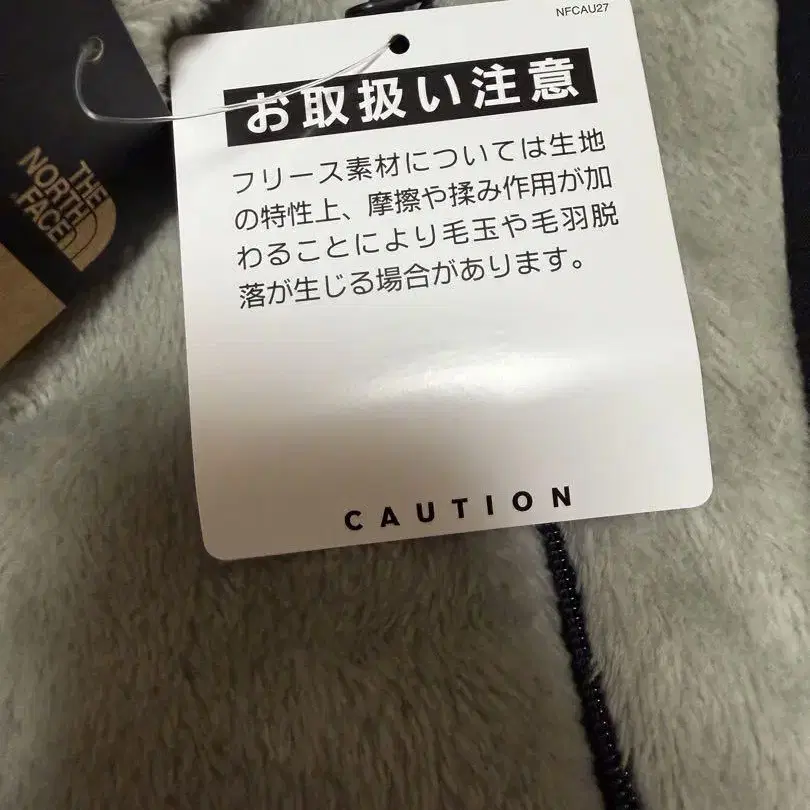 NFCAU27
お取扱い注意
フリース素材については生地
の特性上、摩擦や揉み作用が加
わることにより毛玉や毛羽脱
落が生じる場合があります。
CAUTION
THE
NORTH
FACE